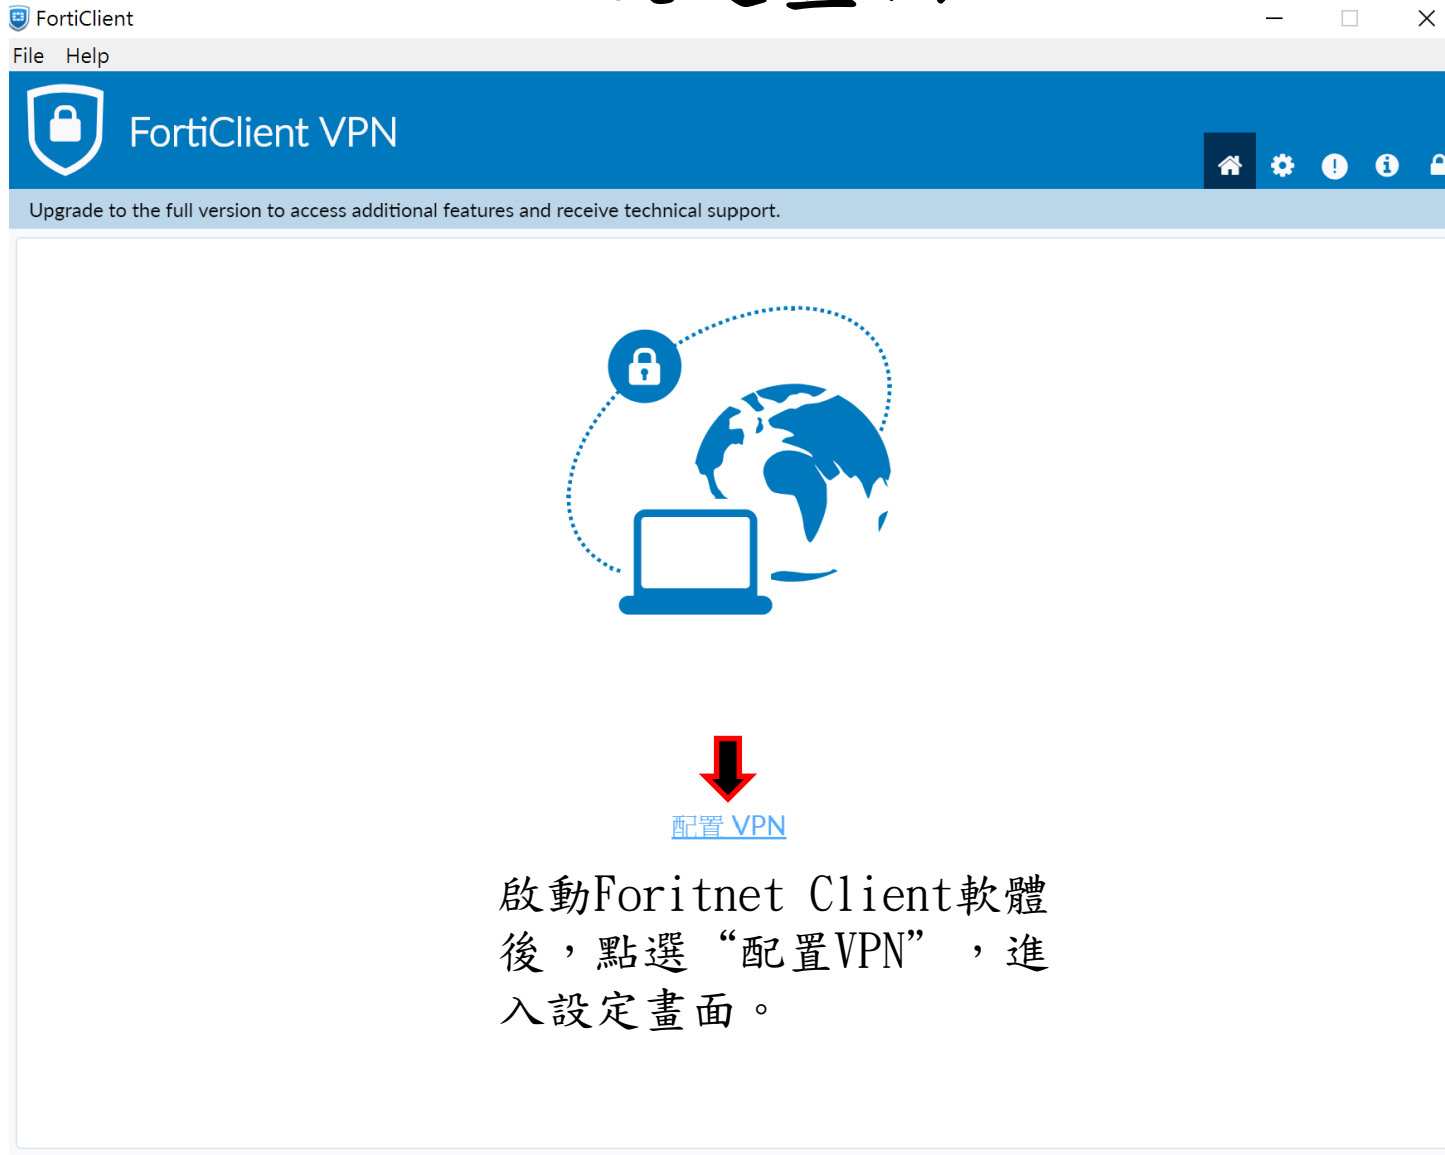 FortiClient
File Help
FortiClient VPN
Upgrade to the full version to access additional features and receive technical support.
配置 VPN
啟動Foritnet Client軟體
後，點選“配置VPN”，進
入設定畫面。